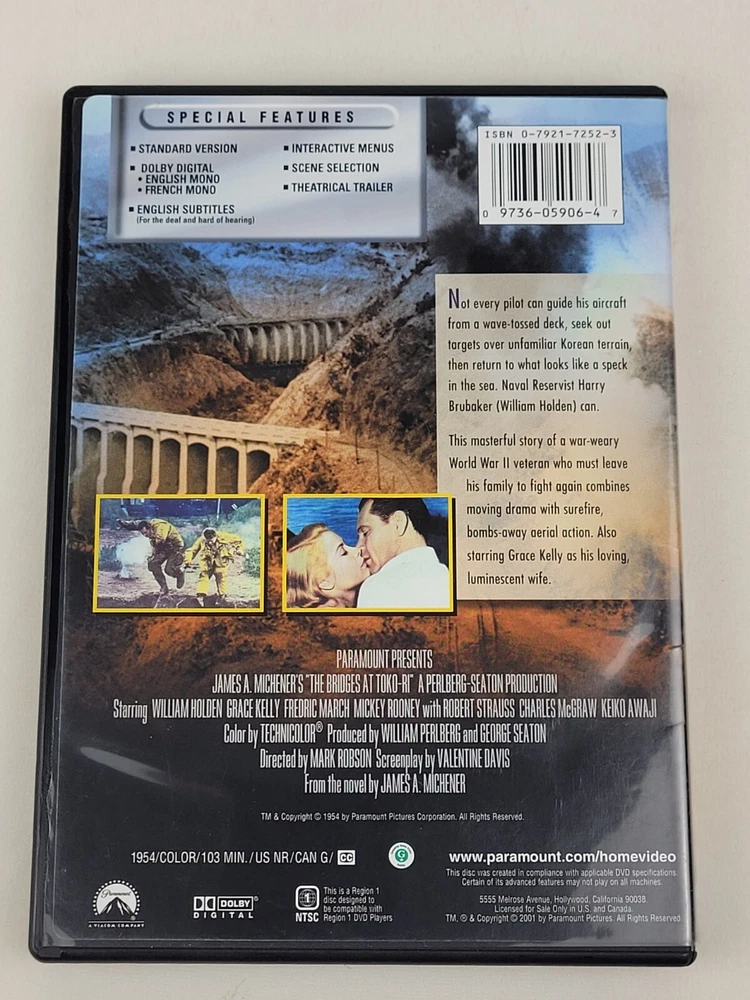 SPECIAL FEATURES
▪ STANDARD VERSION
▪ DOLBY DIGITAL
• ENGLISH MONO
• FRENCH MONO
▪ ENGLISH SUBTITLES
(For the deaf and hard of hearing)
▪ INTERACTIVE MENUS
▪ SCENE SELECTION
▪ THEATRICAL TRAILER
ISBN 0-7921-7252-3
0 9736-05906-4 7
Not every pilot can guide his aircraft
from a wave-tossed deck, seek out
targets over unfamiliar Korean terrain,
then return to what looks like a speck
in the sea. Naval Reservist Harry
Brubaker (William Holden) can.
This masterful story of a war-weary
World War II veteran who must leave
his family to fight again combines
moving drama with surefire,
bombs-away aerial action. Also
starring Grace Kelly as his loving,
luminescent wife.
PARAMOUNT PRESENTS
JAMES A. MICHENER'S "THE BRIDGES AT TOKO-RI" A PERLBERG-SEATON PRODUCTION
Starring WILLIAM HOLDEN GRACE KELLY FREDRIC MARCH MICKEY ROONEY with ROBERT STRAUSS CHARLES McGRAW KEIKO AWAJI
Color by TECHNICOLOR® Produced by WILLIAM PERLBERG and GEORGE SEATON
Directed by MARK ROBSON Screenplay by VALENTINE DAVIS
From the novel by JAMES A. MICHENER
TM & Copyright © 1954 by Paramount Pictures Corporation. All Rights Reserved.
1954/COLOR/103 MIN./US NR/CAN G/ CC
G
www.paramount.com/homevideo
This disc was created in compliance with applicable DVD specifications.
Certain of its advanced features may not play on all machines.
5555 Melrose Avenue, Hollywood, California 90038.
Licensed for Sale Only in U.S. and Canada.
TM, ® & Copyright © 2001 by Paramount Pictures. All Rights Reserved
Paramount
A VIACOM COMPANY
DOLBY
DIGITAL
1
NTSC
This is a Region 1
disc designed to
be compatible with
Region 1 DVD Players